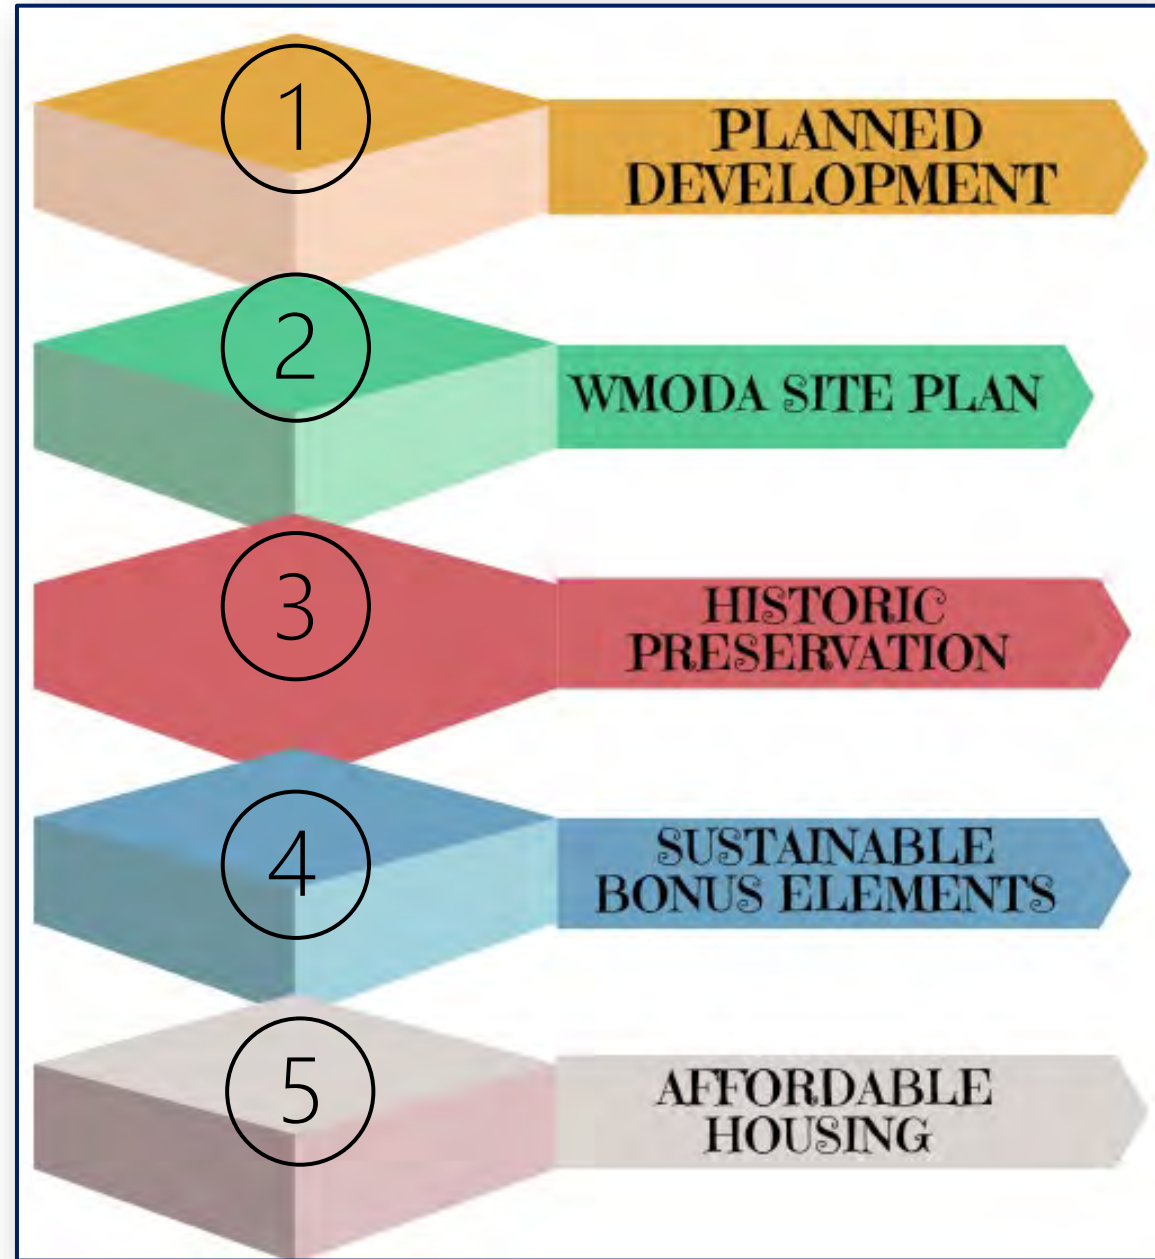 1
PLANNED
DEVELOPMENT
2
WMODA SITE PLAN
3
HISTORIC
PRESERVATION
4
SUSTAINABLE
BONUS ELEMENTS
5
AFFORDABLE
HOUSING